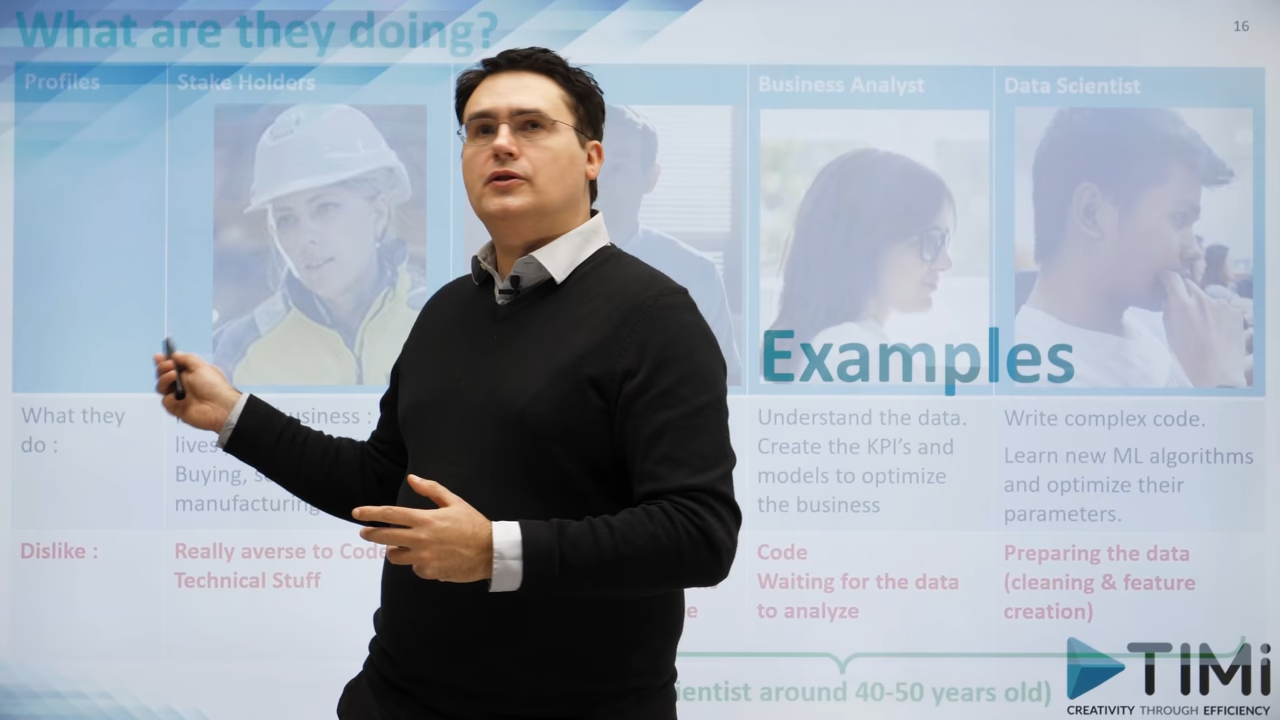 What are they doing?
16
Profiles
Stake Holders
Business Analyst
Data Scientist
Examples
What they
do :
usiness :
lives
Buying, s
manufacturing
Understand the data.
Create the KPI's and
models to optimize
the business
Write complex code.
Learn new ML algorithms
and optimize their
parameters.
Dislike :
Really averse to Code
Technical Stuff
e
Code
Waiting for the data
to analyze
Preparing the data
(cleaning & feature
creation)
ientist around 40-50 years old)
TIMi
CREATIVITY THROUGH EFFICIENCY